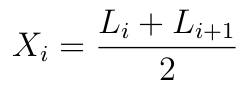 $X_i = \frac{L_i + L_{i+1}}{2}$